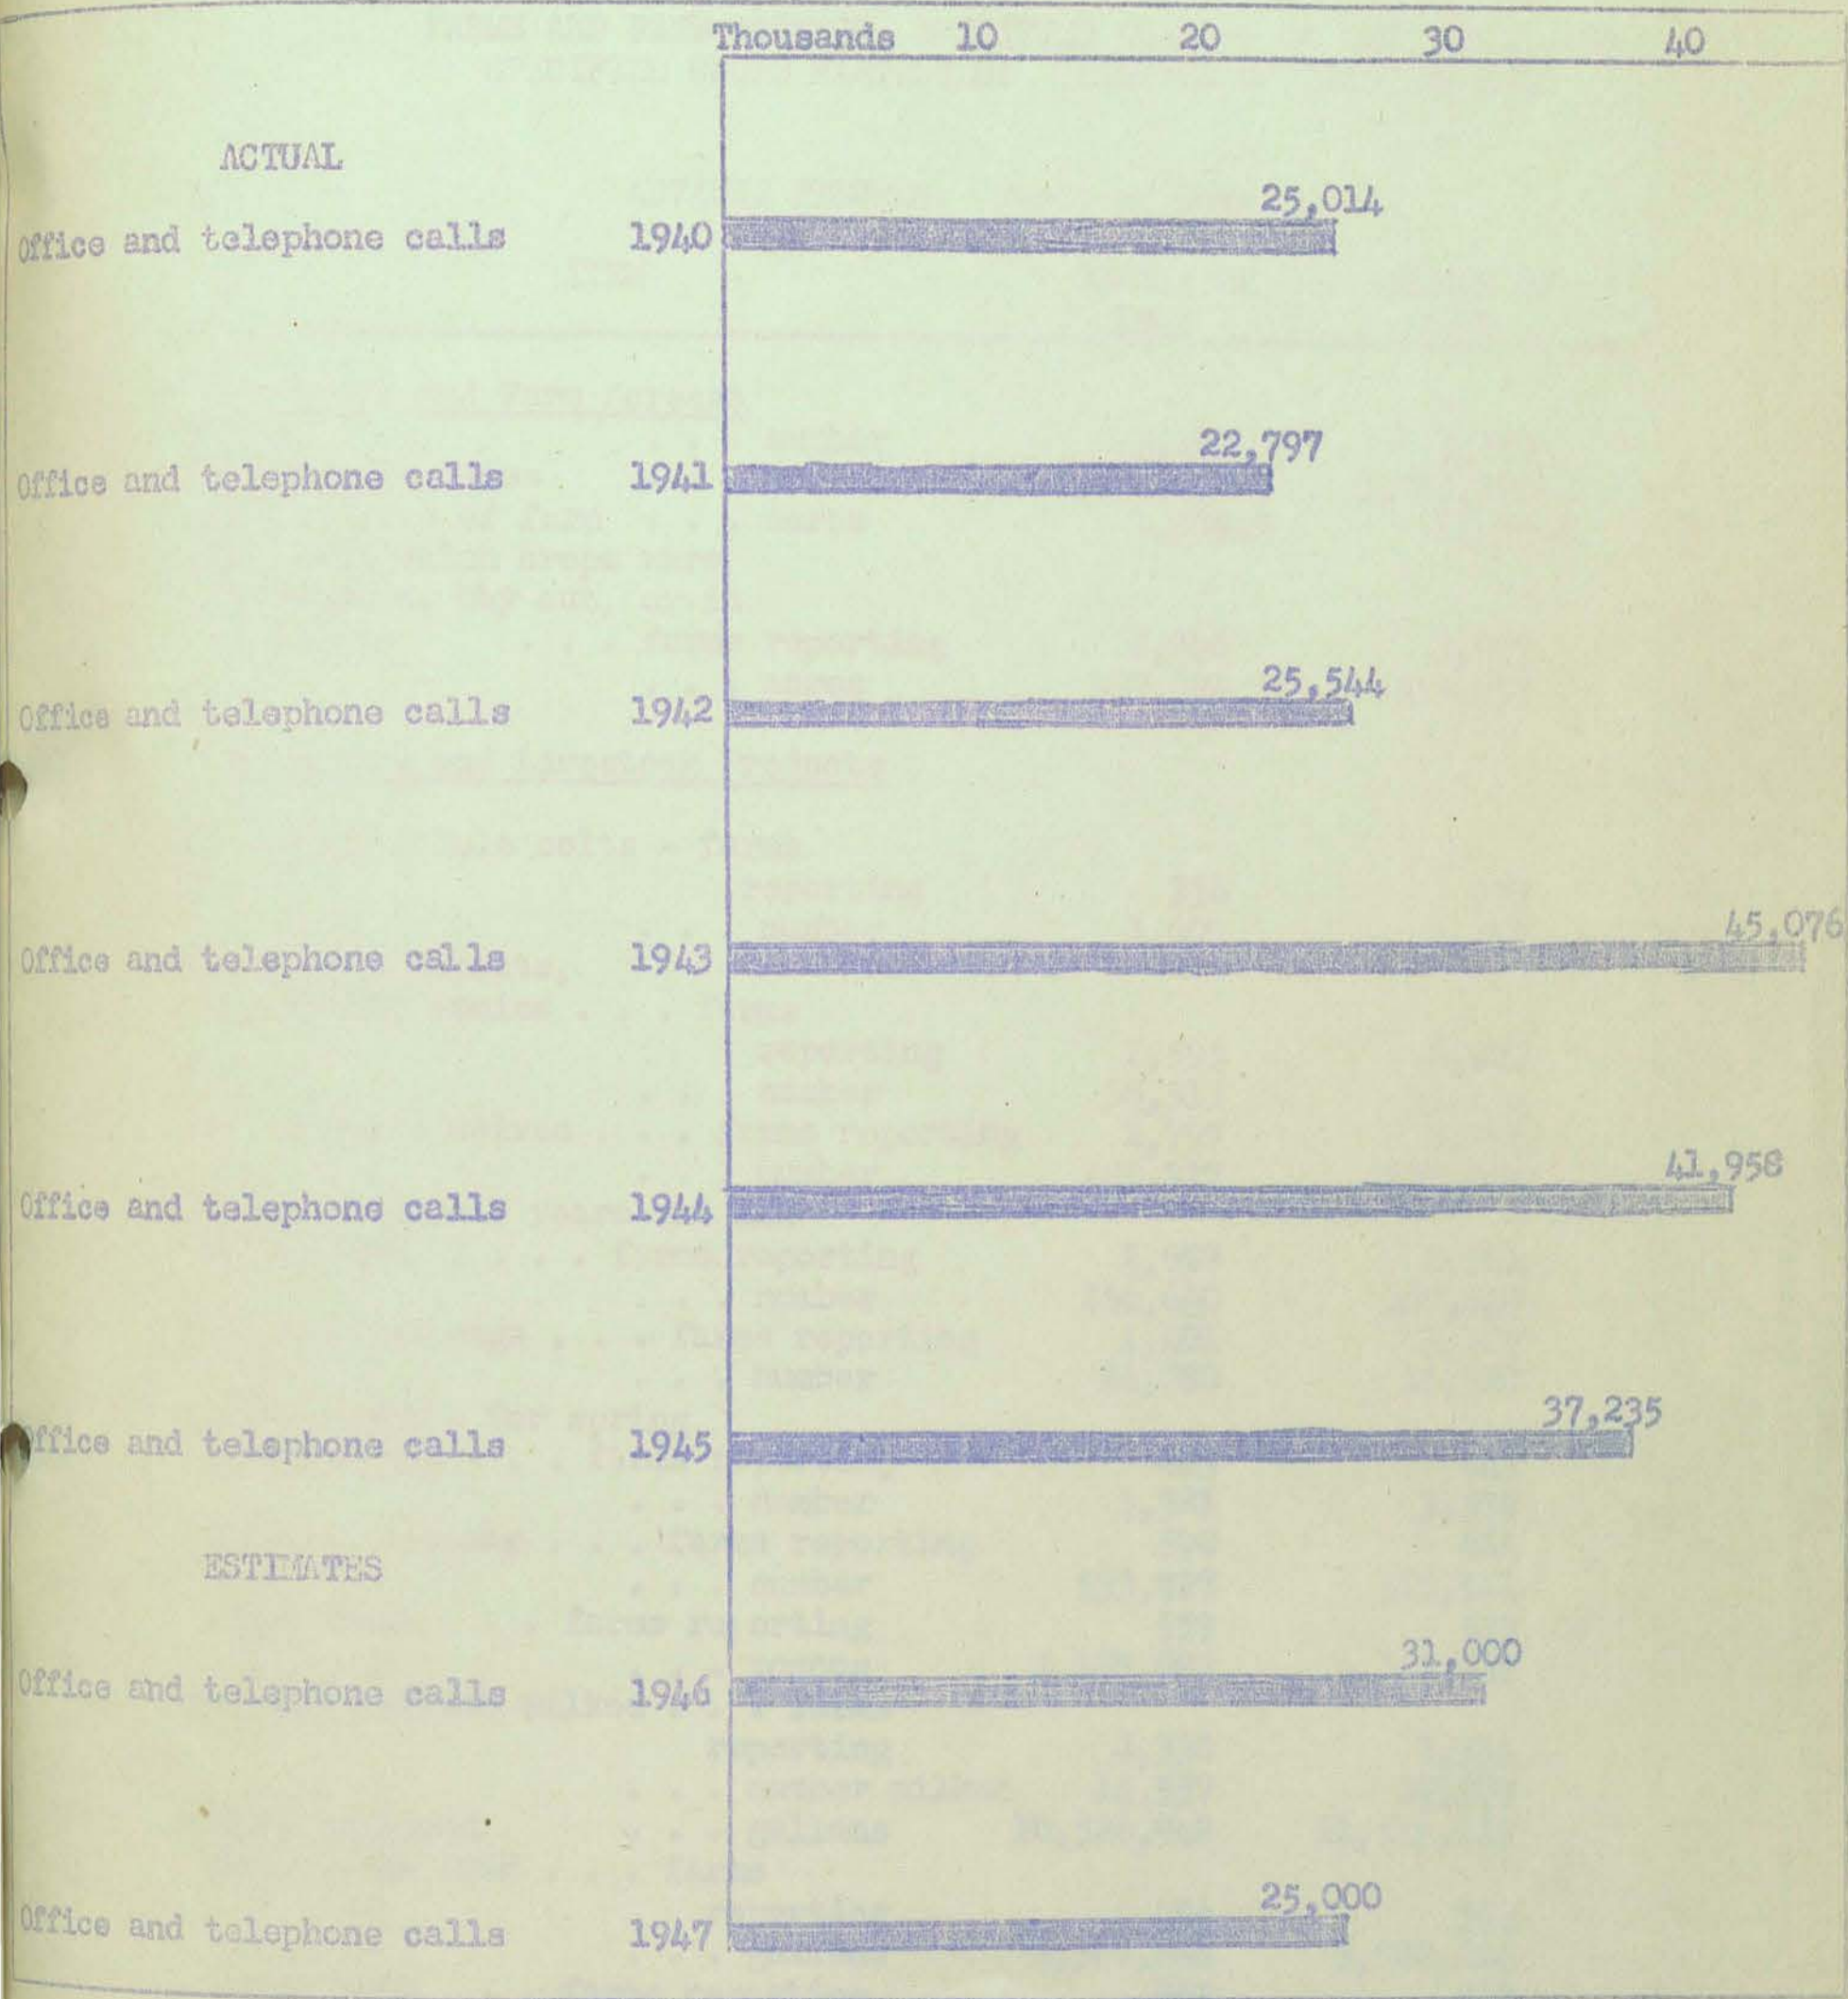 Thousands 10 20 30 40
ACTUAL
25,014
Office and telephone calls 1940
22,797
Office and telephone calls 1941
25,544
Office and telephone calls 1942
45,076
Office and telephone calls 1943
41,958
Office and telephone calls 1944
37,235
Office and telephone calls 1945
ESTIMATES
31,000
Office and telephone calls 1946
25,000
Office and telephone calls 1947